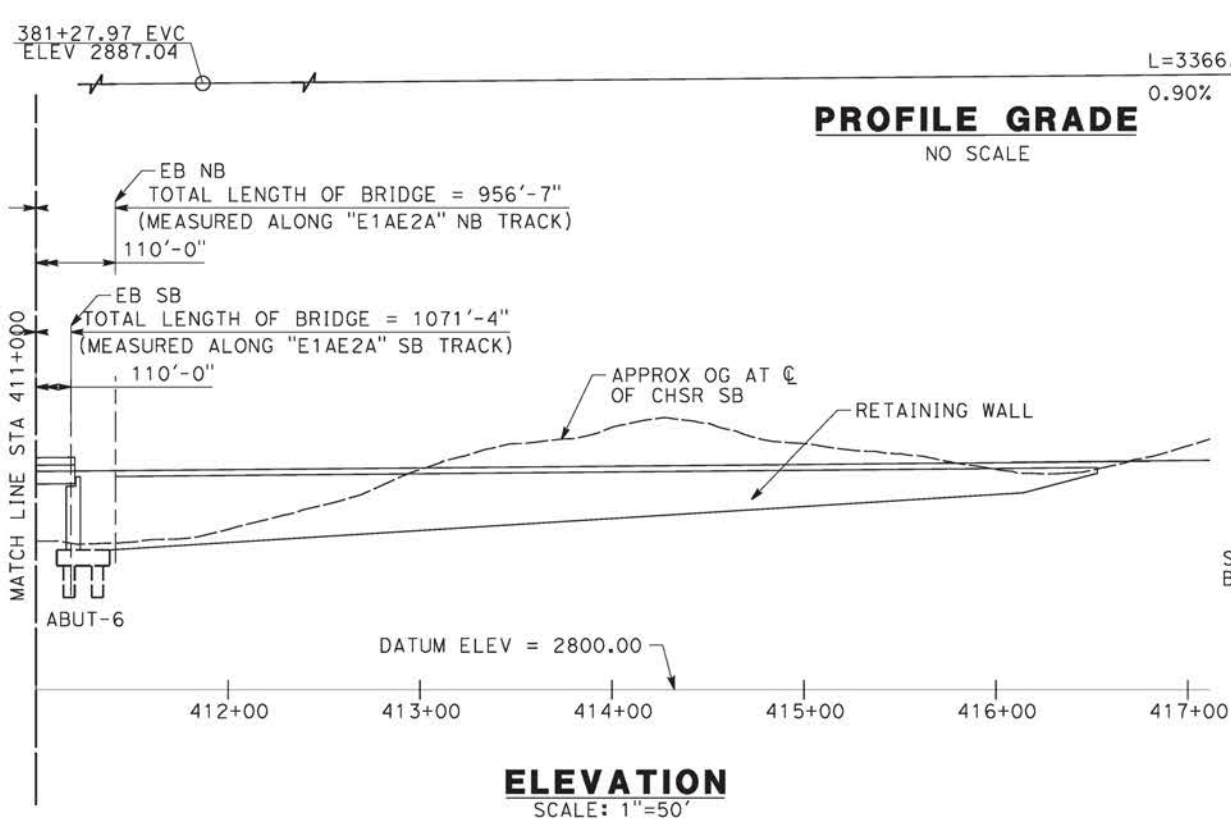 381+27.97 EVC
ELEV 2887.04
L=3366.
0.90%
PROFILE GRADE
NO SCALE
EB NB
TOTAL LENGTH OF BRIDGE = 956'-7"
(MEASURED ALONG "E1AE2A" NB TRACK)
110'-0"
EB SB
TOTAL LENGTH OF BRIDGE = 1071'-4"
(MEASURED ALONG "E1AE2A" SB TRACK)
110'-0"
MATCH LINE STA 411+000
APPROX OG AT ℄
OF CHSR SB
RETAINING WALL
S
B
ABUT-6
DATUM ELEV = 2800.00
412+00 413+00 414+00 415+00 416+00 417+00
ELEVATION
SCALE: 1"=50'